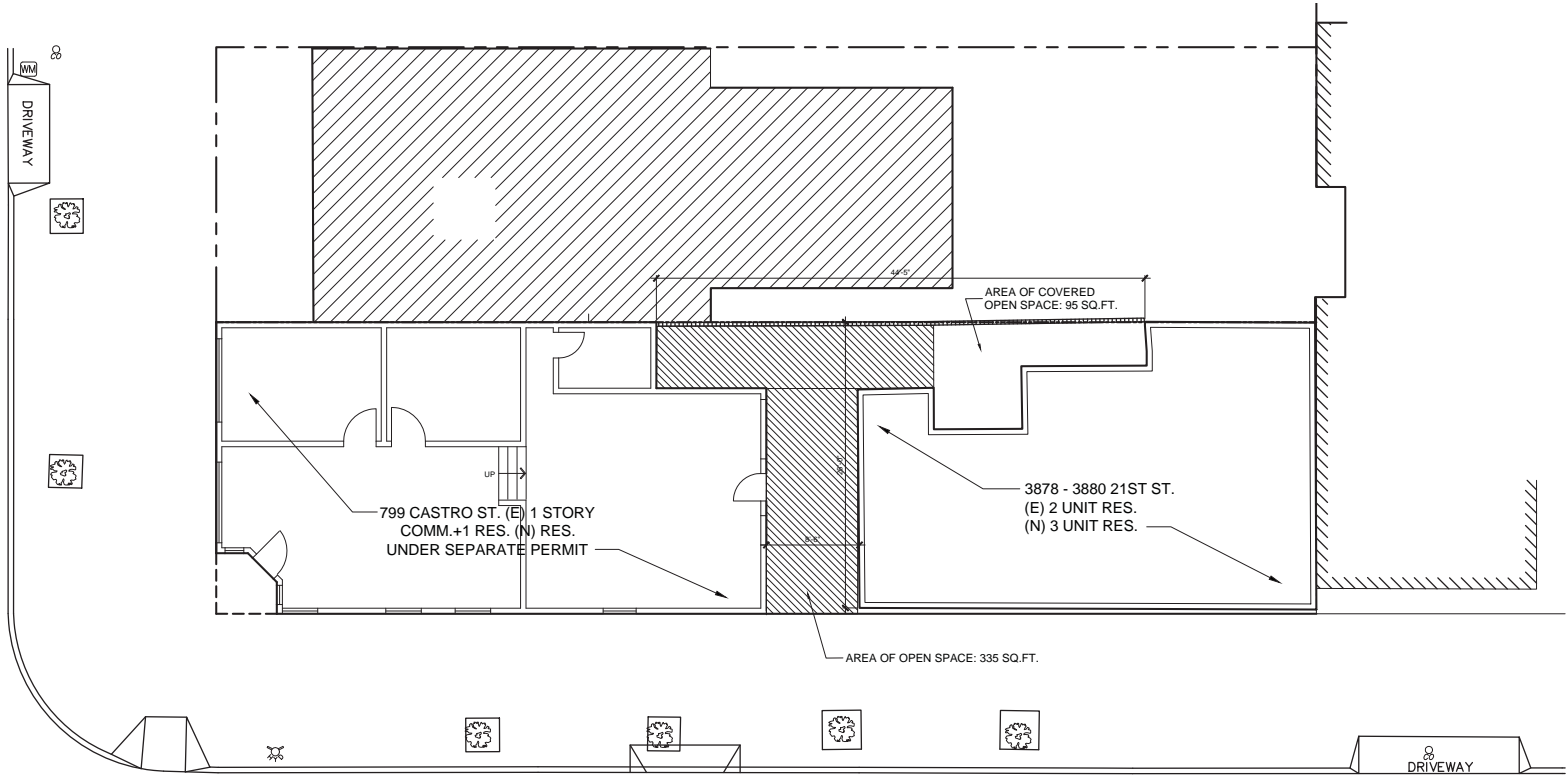 WM
DRIVEWAY
44'-5"
AREA OF COVERED
OPEN SPACE: 95 SQ.FT.
UP
799 CASTRO ST. (E) 1 STORY
COMM.+1 RES. (N) RES.
UNDER SEPARATE PERMIT
3878 - 3880 21ST ST.
(E) 2 UNIT RES.
(N) 3 UNIT RES.
AREA OF OPEN SPACE: 335 SQ.FT.
DRIVEWAY